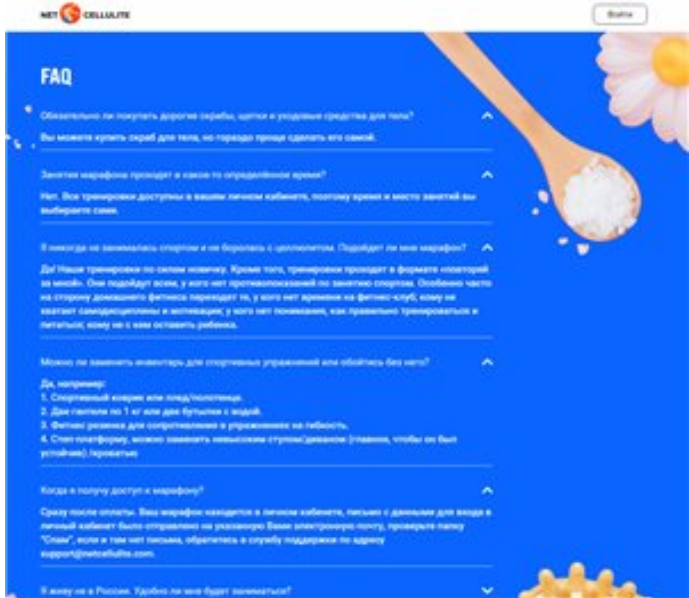 NET CELLULITE
Войти
FAQ
Обязательно ли покупать дорогие скрабы, щетки и уходовые средства для тела?
Вы можете купить скраб для тела, но гораздо проще сделать его самой.
Занятия марафона проходят в какое-то определённое время?
Нет. Все тренировки доступны в вашем личном кабинете, поэтому время и место занятий вы
выбираете сами.
Я никогда не занималась спортом и не боролась с целлюлитом. Подойдет ли мне марафон?
Да! Наши тренировки по силам новичку. Кроме того, тренировки проходят в формате «повторяй
за мной». Они подойдут всем, у кого нет противопоказаний по занятию спортом. Особенно часто
на сторону домашнего фитнеса переходят те, у кого нет времени на фитнес-клуб; кому не
хватает самодисциплины и мотивации; у кого нет понимания, как правильно тренироваться и
питаться; кому не с кем оставить ребенка.
Можно ли заменить инвентарь для спортивных упражнений или обойтись без него?
Да, например:
1. Спортивный коврик или плед/полотенце.
2. Две гантели по 1 кг или две бутылки с водой.
3. Фитнес резинка для сопротивления в упражнениях на гибкость.
4. Степ-платформу, можно заменить невысоким стулом/диваном (главное, чтобы он был
устойчив) /кроватью
Когда я получу доступ к марафону?
Сразу после оплаты. Ваш марафон находится в личном кабинете, письмо с данными для входа в
личный кабинет было отправлено на указанную Вами электронную почту, проверьте папку
"Спам", если и там нет письма, обратитесь в службу поддержки по адресу
support@netcellulite.com.
Я живу не в России. Удобно ли мне будет заниматься?